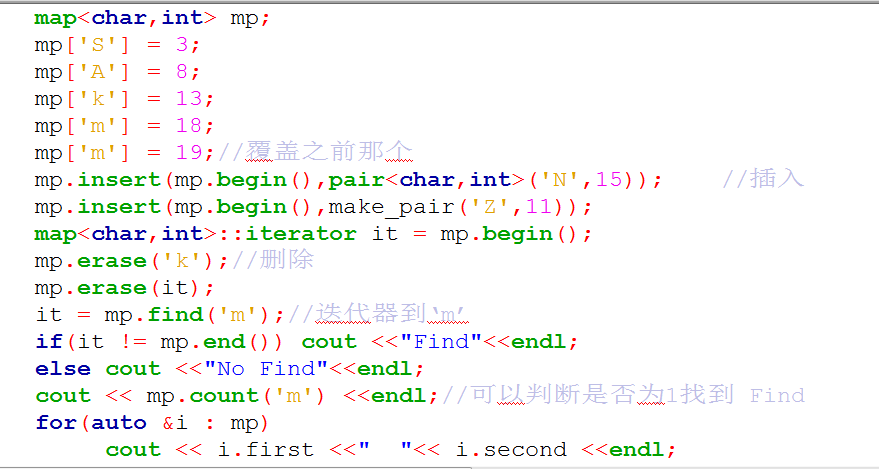 map<char,int> mp;
mp['S'] = 3;
mp['A'] = 8;
mp['k'] = 13;
mp['m'] = 18;
mp['m'] = 19;//覆盖之前那个
mp.insert(mp.begin(),pair<char,int>('N',15));    //插入
mp.insert(mp.begin(),make_pair('Z',11));
map<char,int>::iterator it = mp.begin();
mp.erase('k');//删除
mp.erase(it);
it = mp.find('m');//迭代器到‘m’
if(it != mp.end()) cout <<"Find"<<endl;
else cout <<"No Find"<<endl;
cout << mp.count('m') <<endl;//可以判断是否为1找到 Find
for(auto &i : mp)
    cout << i.first <<"  "<< i.second <<endl;